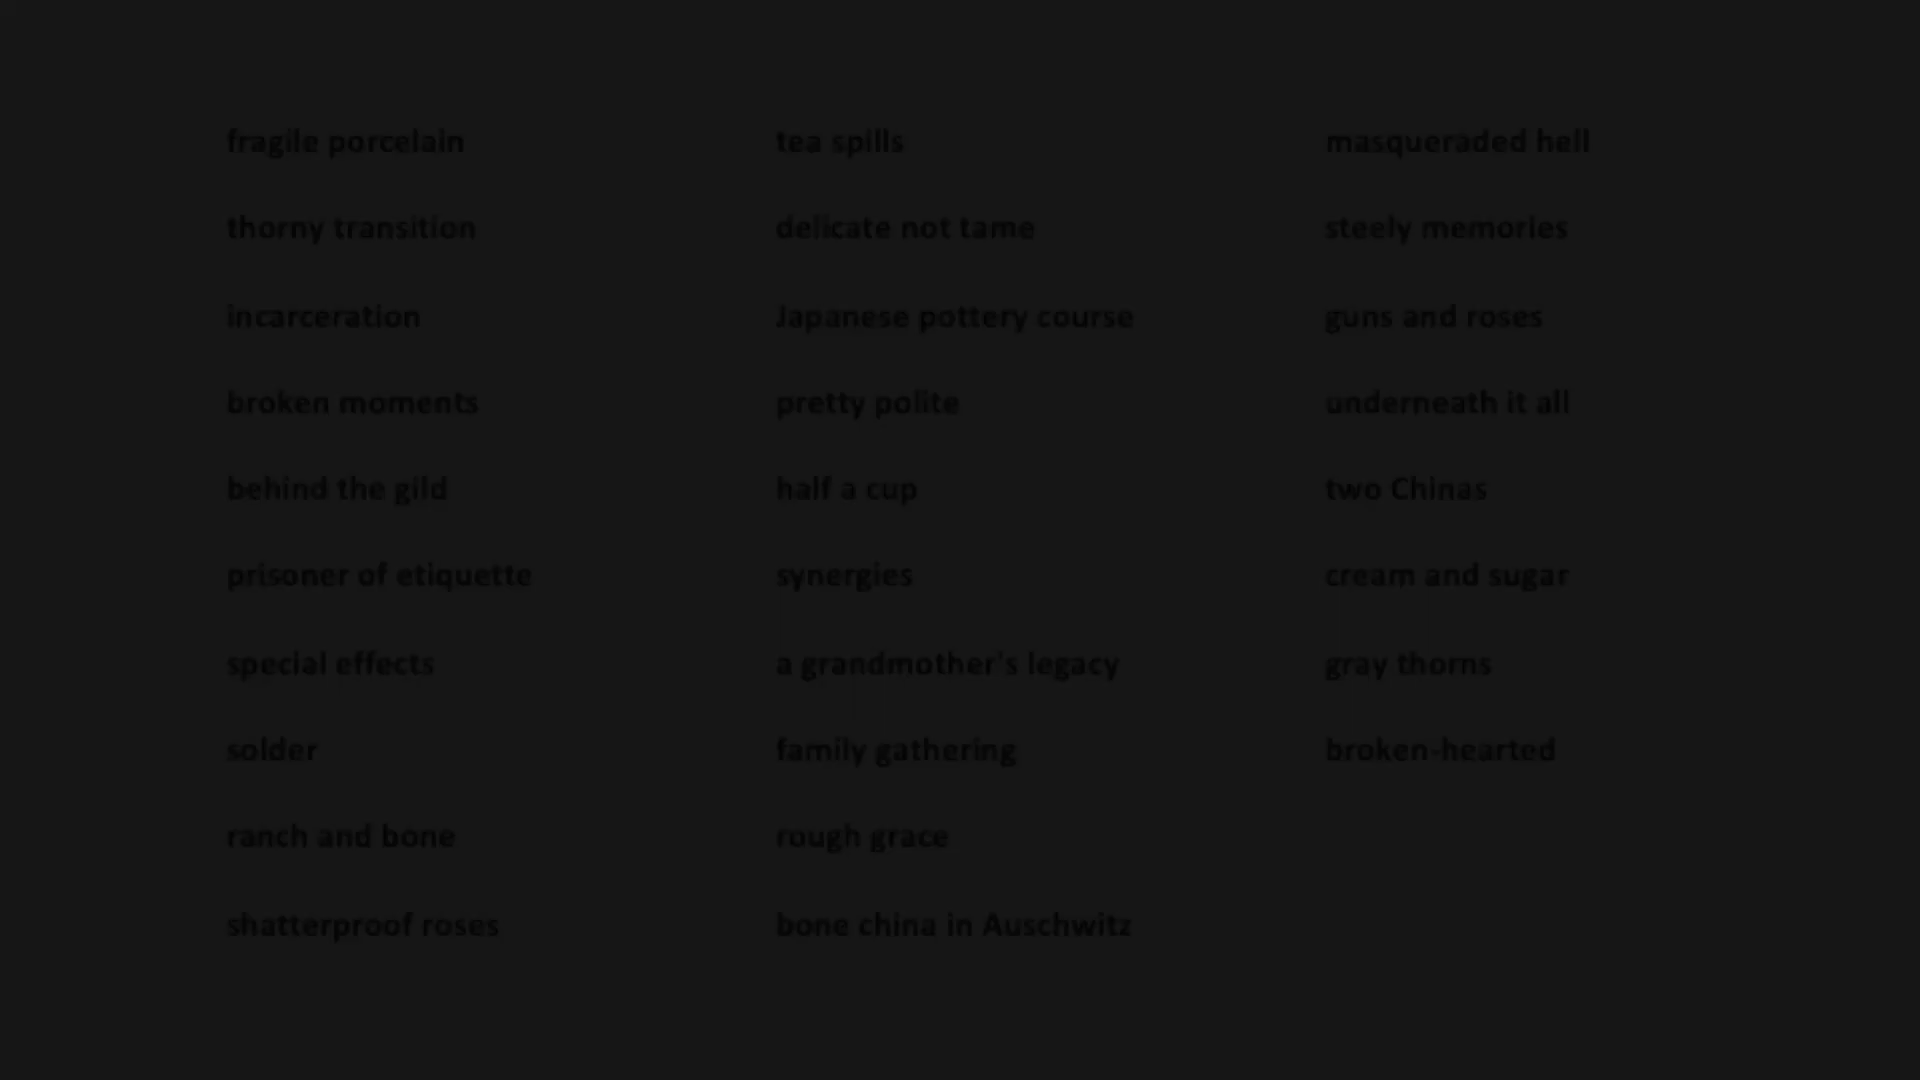 fragile porcelain
thorny transition
incarceration
broken moments
behind the gild
prisoner of etiquette
special effects
solder
ranch and bone
shatterproof roses
tea spills
delicate not tame
Japanese pottery course
pretty polite
half a cup
synergies
a grandmother's legacy
family gathering
rough grace
bone china in Auschwitz
masqueraded hell
steely memories
guns and roses
underneath it all
two Chinas
cream and sugar
gray thorns
broken-hearted